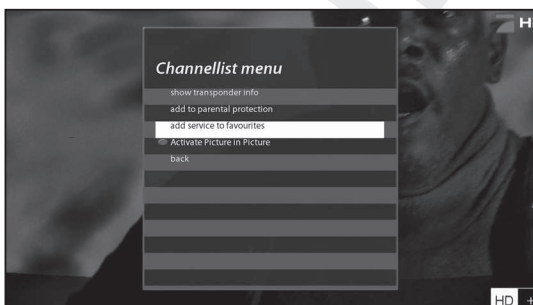 H
Channellist menu
show transponder info
add to parental protection
add service to favourites
Activate Picture in Picture
back
HD +